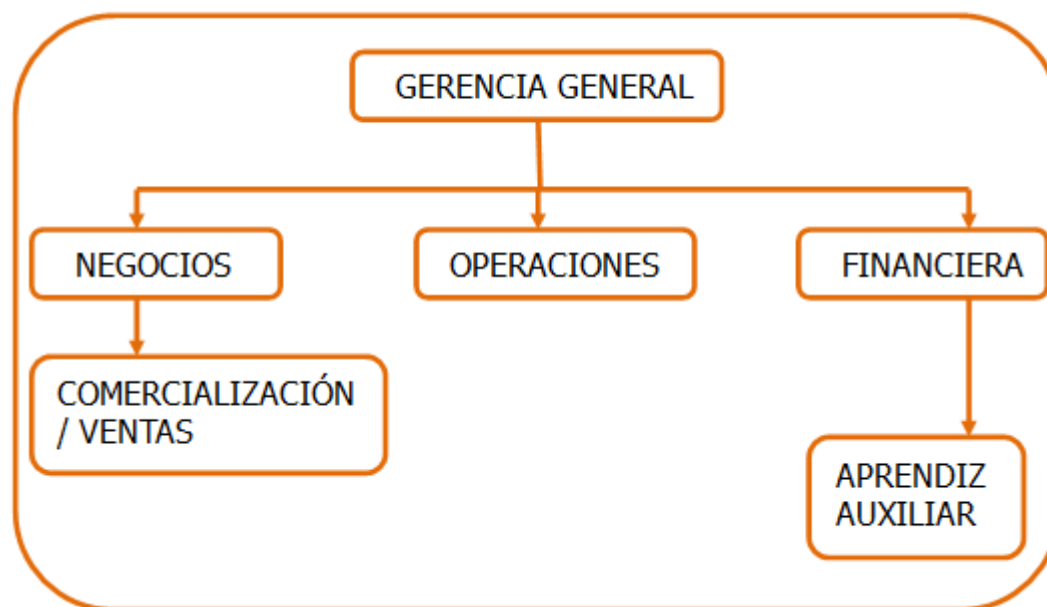 GERENCIA GENERAL
NEGOCIOS
OPERACIONES
FINANCIERA
COMERCIALIZACIÓN
/ VENTAS
APRENDIZ
AUXILIAR